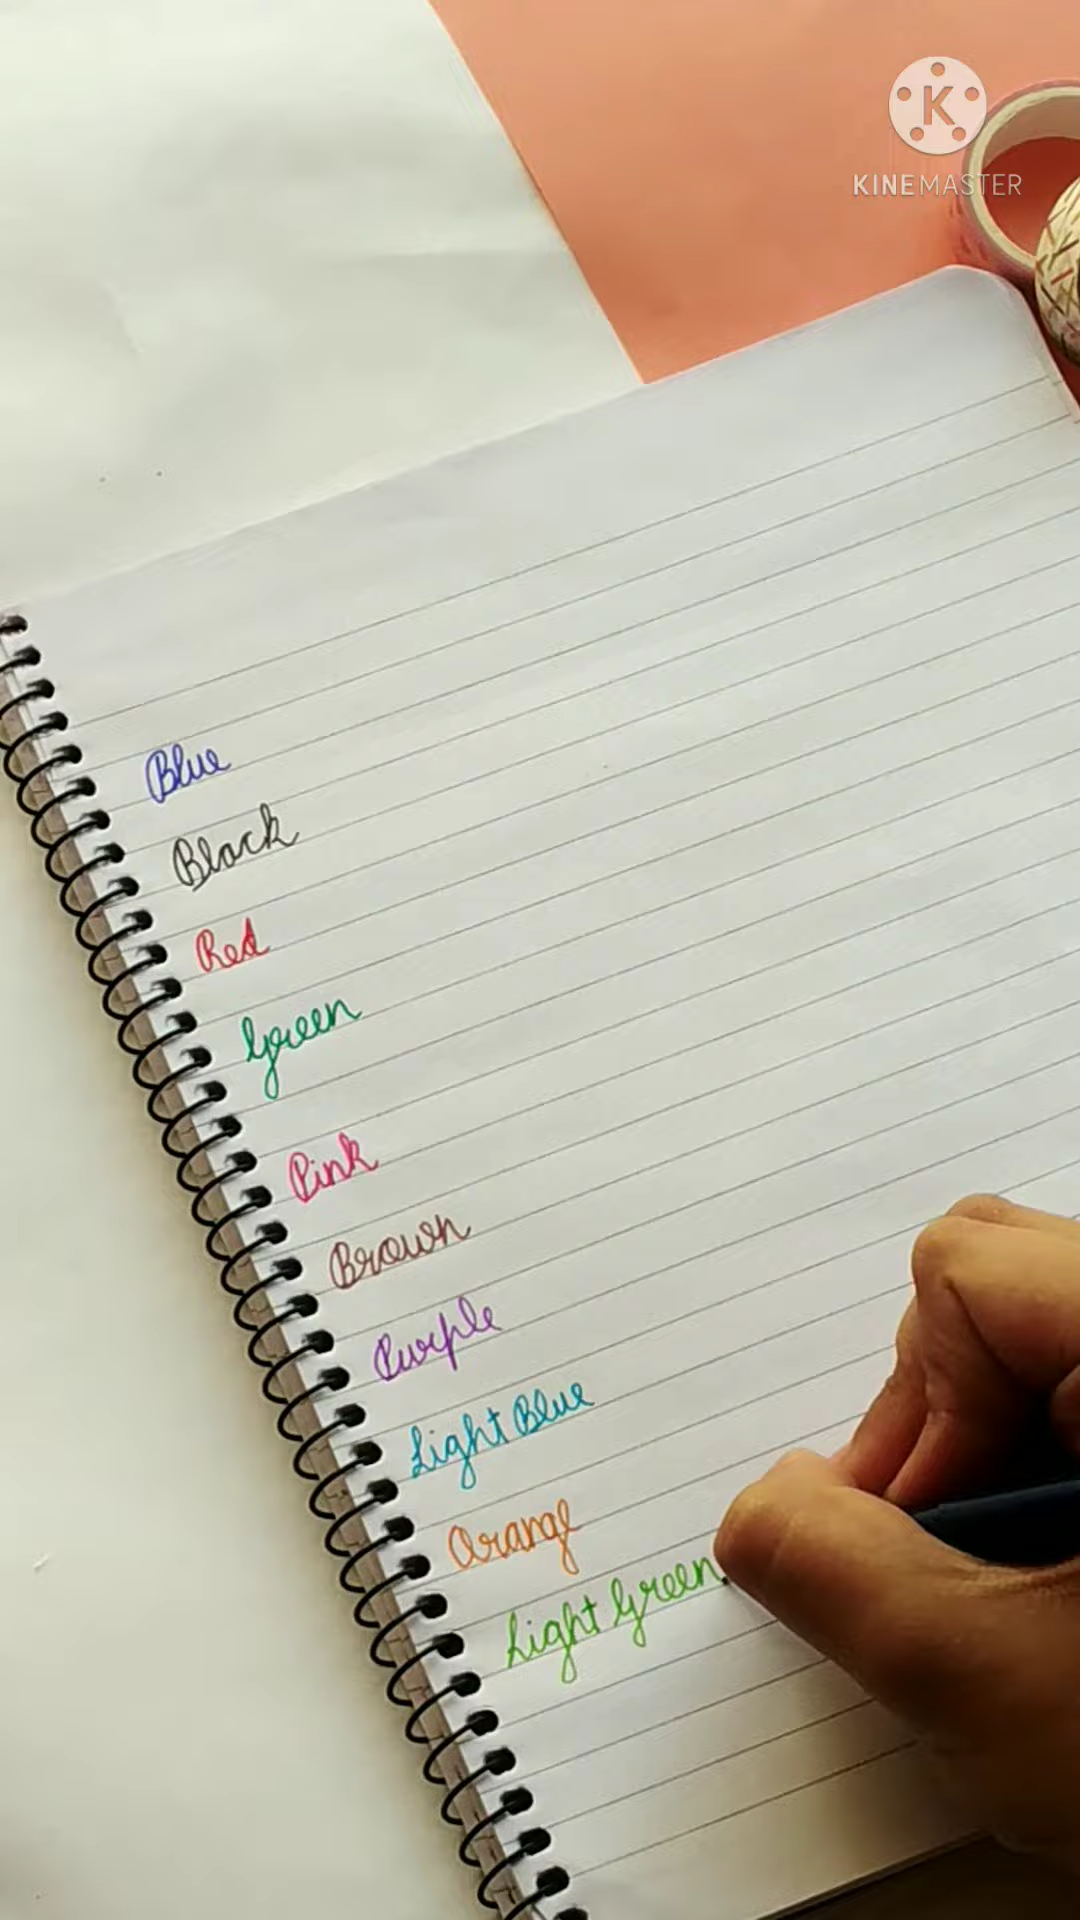 K
KINEMASTER
Blue
Black
Red
Green
Pink
Brown
Purple
Light Blue
Orange
Light Green